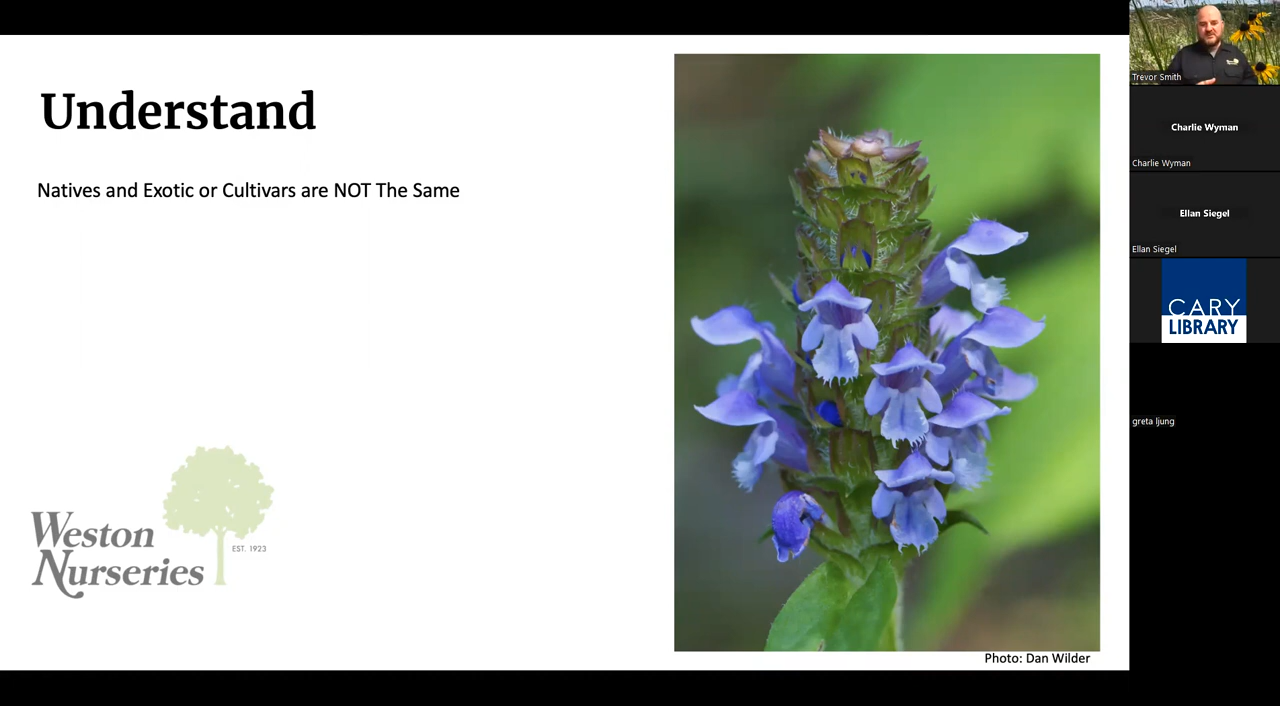 Understand
Natives and Exotic or Cultivars are NOT The Same
Weston
Nurseries
EST. 1923
Photo: Dan Wilder
Trevor Smith
Charlie Wyman
Charlie Wyman
Ellan Siegel
Ellan Siegel
CARY
LIBRARY
greta ljung